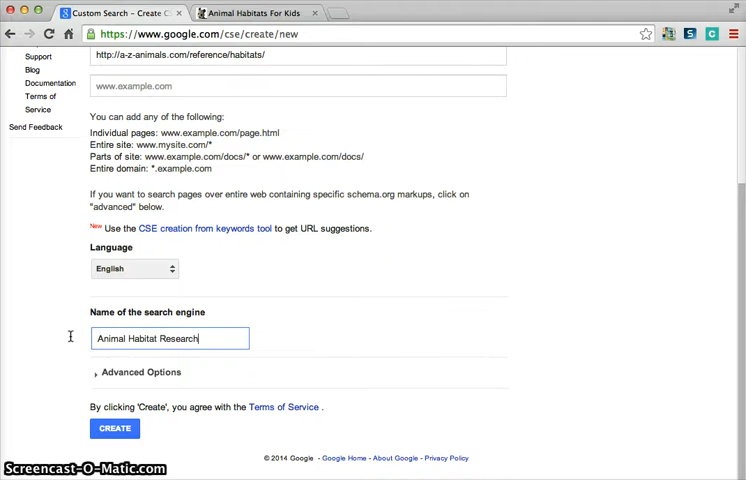 Custom Search - Create C
Animal Habitats For Kids
https://www.google.com/cse/create/new
Support
Blog
Documentation
Terms of
Service
Send Feedback
http://a-z-animals.com/reference/habitats/
www.example.com
You can add any of the following:
Individual pages: www.example.com/page.html
Entire site: www.mysite.com/*
Parts of site: www.example.com/docs/* or www.example.com/docs/
Entire domain: *.example.com
If you want to search pages over entire web containing specific schema.org markups, click on
"advanced" below.
New Use the CSE creation from keywords tool to get URL suggestions.
Language
English
Name of the search engine
Animal Habitat Research
Advanced Options
By clicking 'Create', you agree with the Terms of Service .
CREATE
© 2014 Google - Google Home - About Google - Privacy Policy
Screencast-O-Matic.com